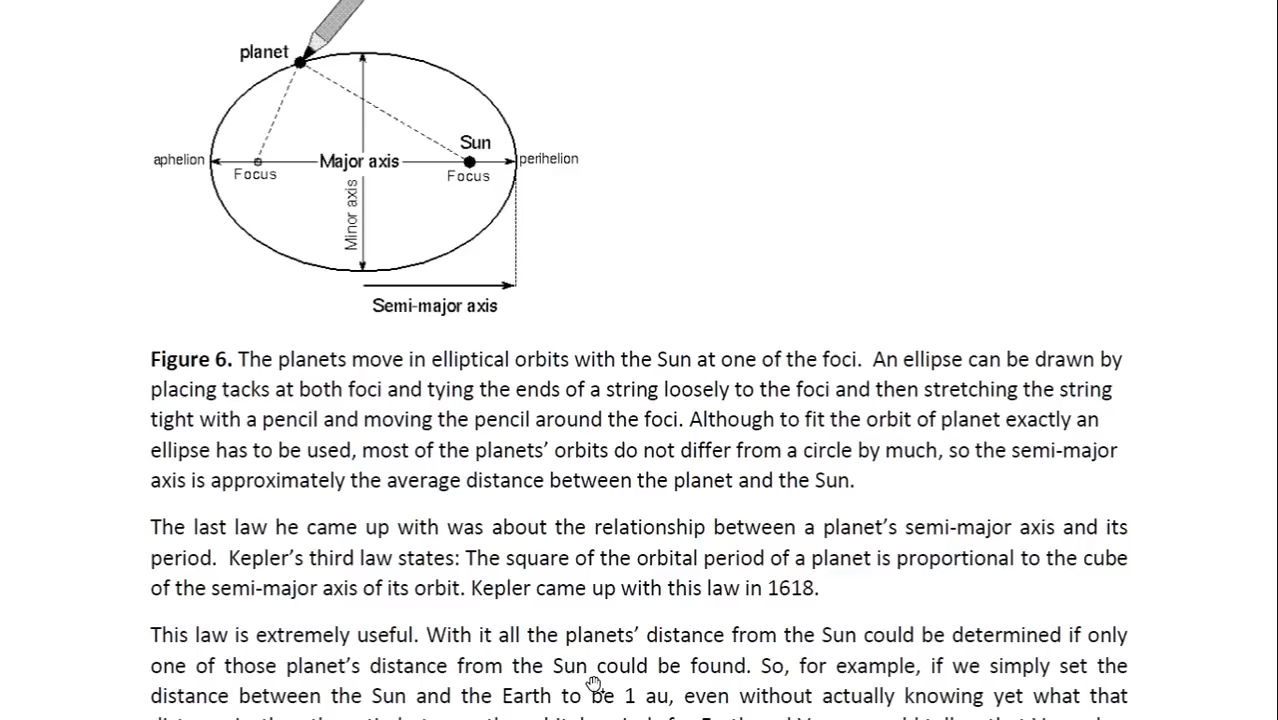 planet
Sun
aphelion
Major axis
perihelion
Focus
Focus
Minor axis
Semi-major axis
Figure 6. The planets move in elliptical orbits with the Sun at one of the foci. An ellipse can be drawn by
placing tacks at both foci and tying the ends of a string loosely to the foci and then stretching the string
tight with a pencil and moving the pencil around the foci. Although to fit the orbit of planet exactly an
ellipse has to be used, most of the planets’ orbits do not differ from a circle by much, so the semi-major
axis is approximately the average distance between the planet and the Sun.
The last law he came up with was about the relationship between a planet’s semi-major axis and its
period. Kepler’s third law states: The square of the orbital period of a planet is proportional to the cube
of the semi-major axis of its orbit. Kepler came up with this law in 1618.
This law is extremely useful. With it all the planets’ distance from the Sun could be determined if only
one of those planet’s distance from the Sun could be found. So, for example, if we simply set the
distance between the Sun and the Earth to be 1 au, even without actually knowing yet what that